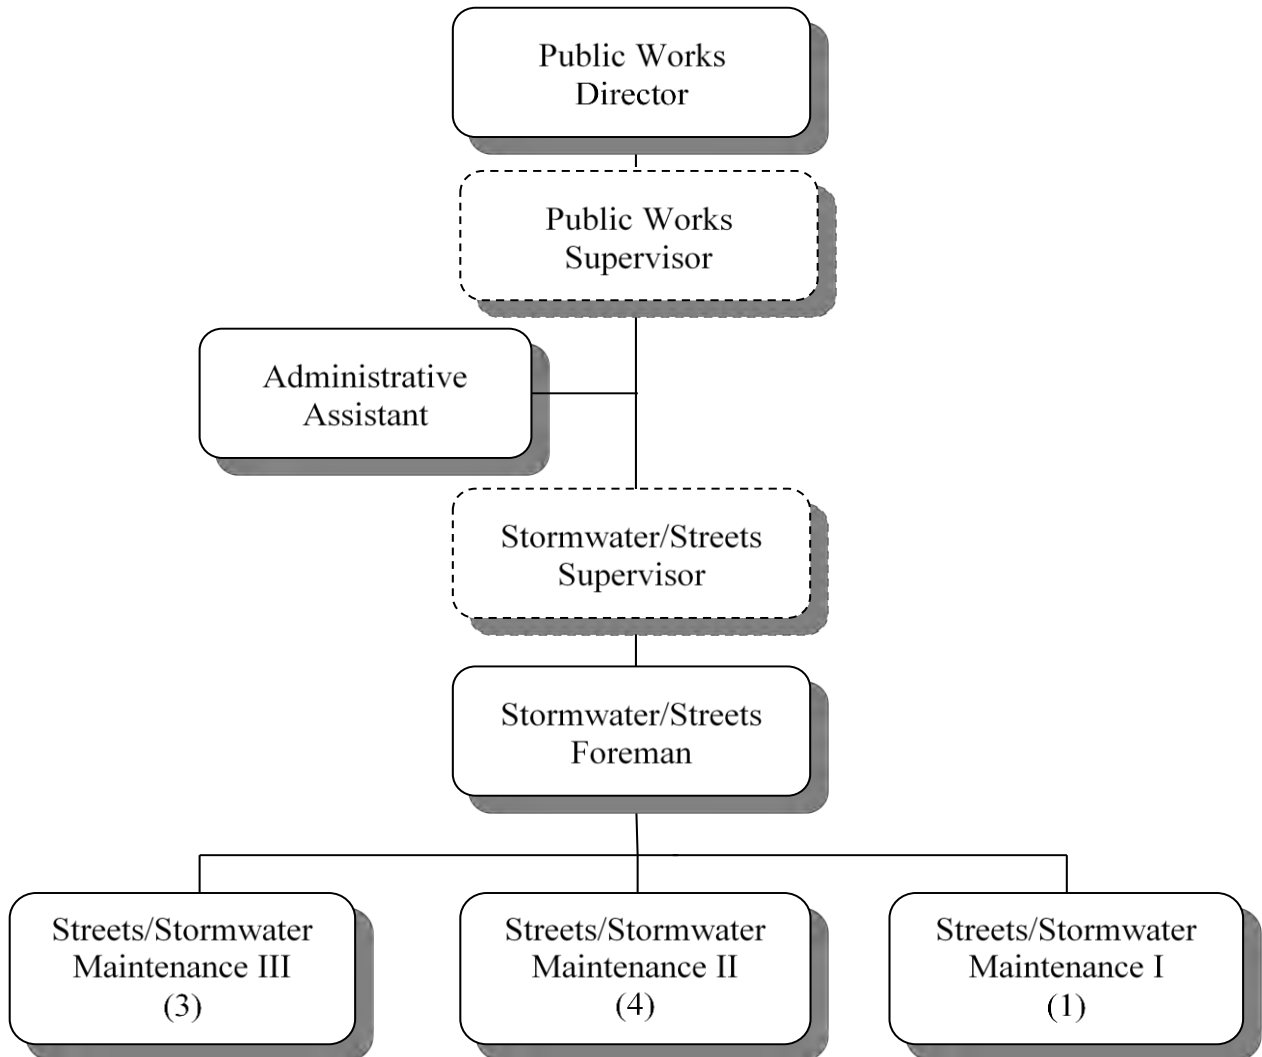 Public Works
Director
Public Works
Supervisor
Administrative
Assistant
Stormwater/Streets
Supervisor
Stormwater/Streets
Foreman
Streets/Stormwater
Maintenance III
(3)
Streets/Stormwater
Maintenance II
(4)
Streets/Stormwater
Maintenance I
(1)